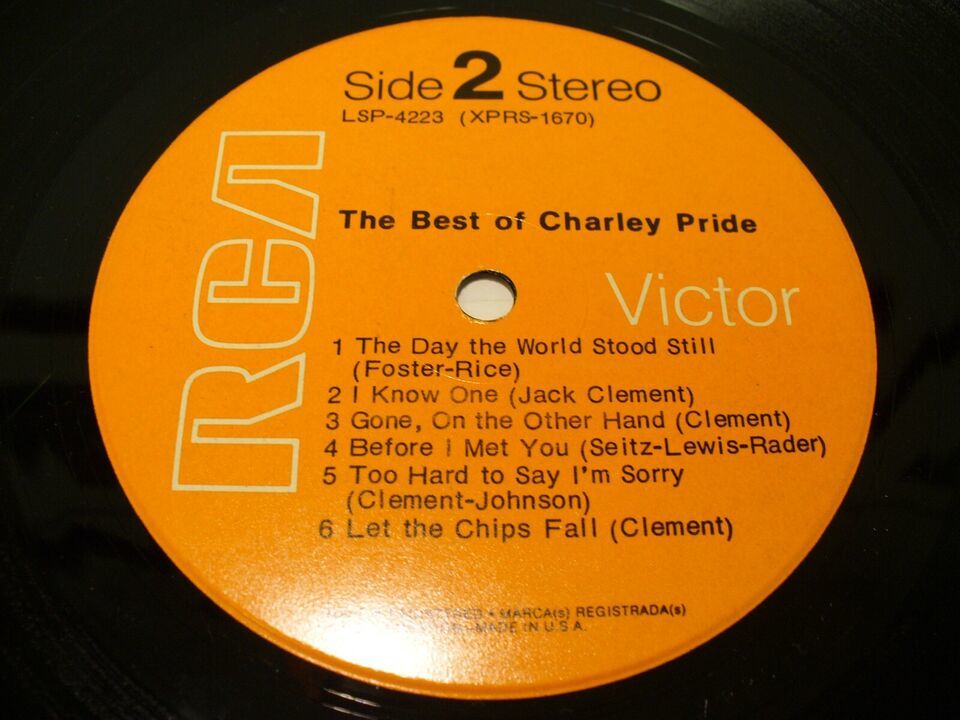 Side 2 Stereo
LSP-4223 (XPRS-1670)
RCA
The Best of Charley Pride
Victor
1 The Day the World Stood Still
(Foster-Rice)
2 I Know One (Jack Clement)
3 Gone, On the Other Hand (Clement)
4 Before I Met You (Seitz-Lewis-Rader)
5 Too Hard to Say I'm Sorry
(Clement-Johnson)
6 Let the Chips Fall (Clement)
• MARCA(s) REGISTRADA(s)
MADE IN U.S.A.